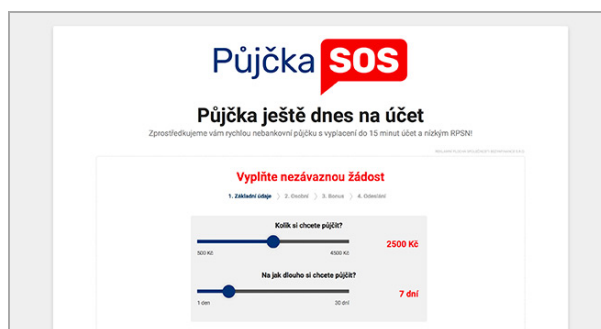 Půjčka SOS
Půjčka ještě dnes na účet
Zprostředkujeme vám rychlou nebankovní půjčku s vyplacení do 15 minut účet a nízkým RPSN!
Vyplňte nezávaznou žádost
1. Základní údaje 〉 2. Osobní 〉 3. Bonus 〉 4. Odeslání
Kolik si chcete půjčit?
2500 Kč
500 Kč 4500 Kč
Na jak dlouho si chcete půjčit?
7 dní
1 den 30 dní